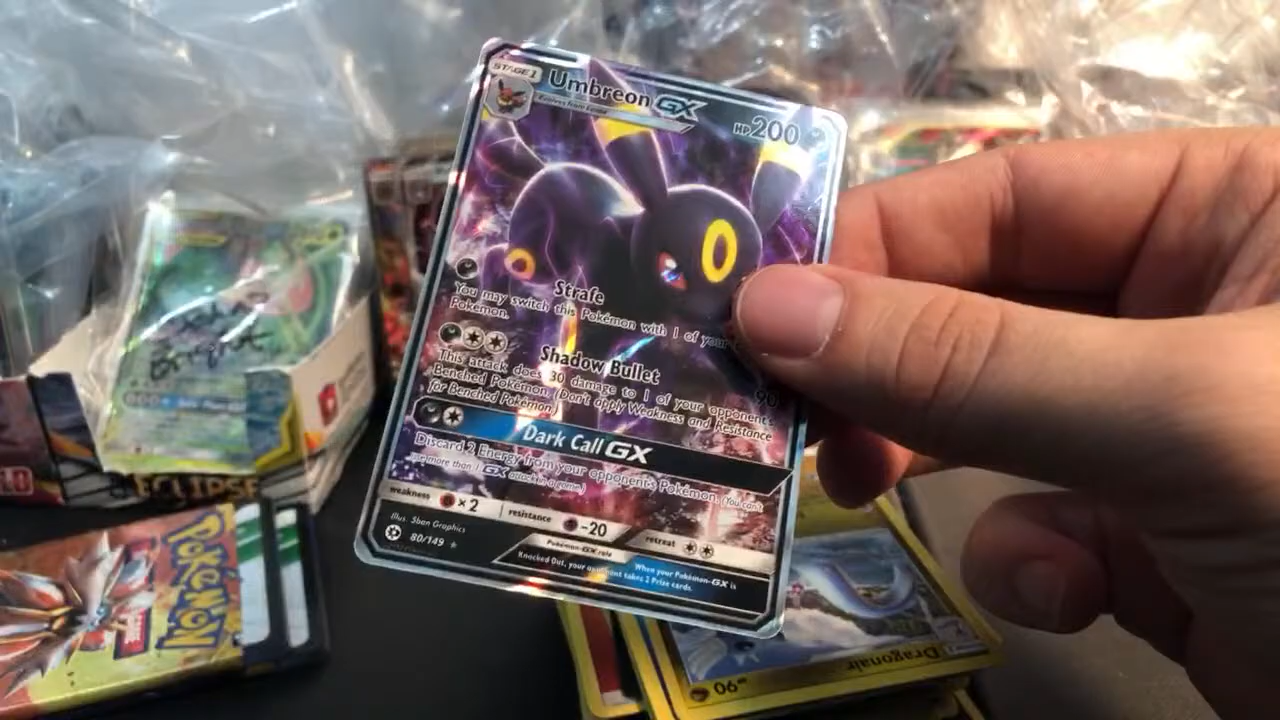 STAGE 1
Umbreon GX
HP 200
Evolves from Eevee
Strafe
You may switch this Pokémon with 1 of your
Pokémon.
Shadow Bullet
90
This attack does 30 damage to 1 of your opponent's
Benched Pokémon. (Don't apply Weakness and Resistance
for Benched Pokémon.)
Dark Call GX
Discard 2 Energy from your opponent's Pokémon. (You can't
use more than 1 GX attack in a game.)
weakness ×2 resistance -20 retreat
Illus. 5ban Graphics
80/149
Pokémon-GX rule
When your Pokémon-GX is
Knocked Out, your opponent takes 2 Prize cards.
ECLIPSE
POKéMON
Dragonair
HP 90